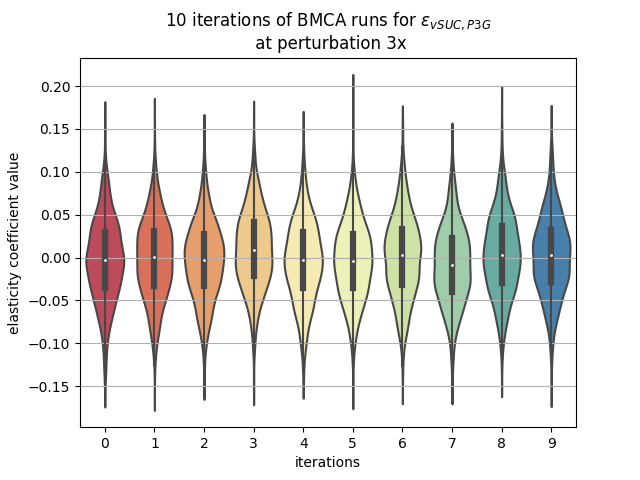 10 iterations of BMCA runs for ε_{vSUC, P3G}
at perturbation 3x
elasticity coefficient value
0.20
0.15
0.10
0.05
0.00
−0.05
−0.10
−0.15
0 1 2 3 4 5 6 7 8 9
iterations